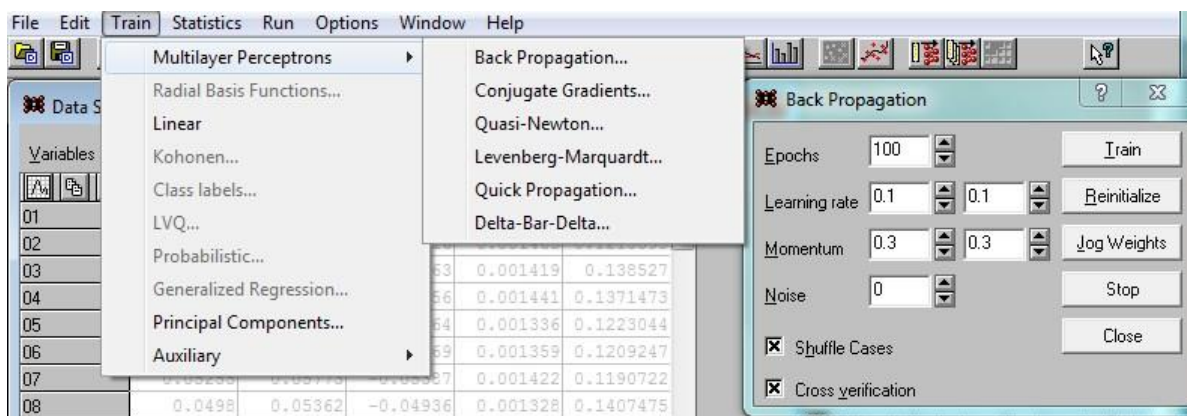 File Edit Train Statistics Run Options Window Help
Multilayer Perceptrons
Radial Basis Functions...
Linear
Kohonen...
Class labels...
LVQ...
Probabilistic...
Generalized Regression...
Principal Components...
Auxiliary
Back Propagation...
Conjugate Gradients...
Quasi-Newton...
Levenberg-Marquardt...
Quick Propagation...
Delta-Bar-Delta...
Data S
Variables
01
02
03 53 0.001419 0.138527
04 56 0.001441 0.1371473
05 54 0.001336 0.1223044
06 59 0.001359 0.1209247
07 0.001422 0.1190722
08 0.0498 0.05362 -0.04936 0.001328 0.1407475
Back Propagation
Epochs 100 Train
Learning rate 0.1 0.1 Reinitialize
Momentum 0.3 0.3 Jog Weights
Noise 0 Stop
Shuffle Cases Close
Cross verification